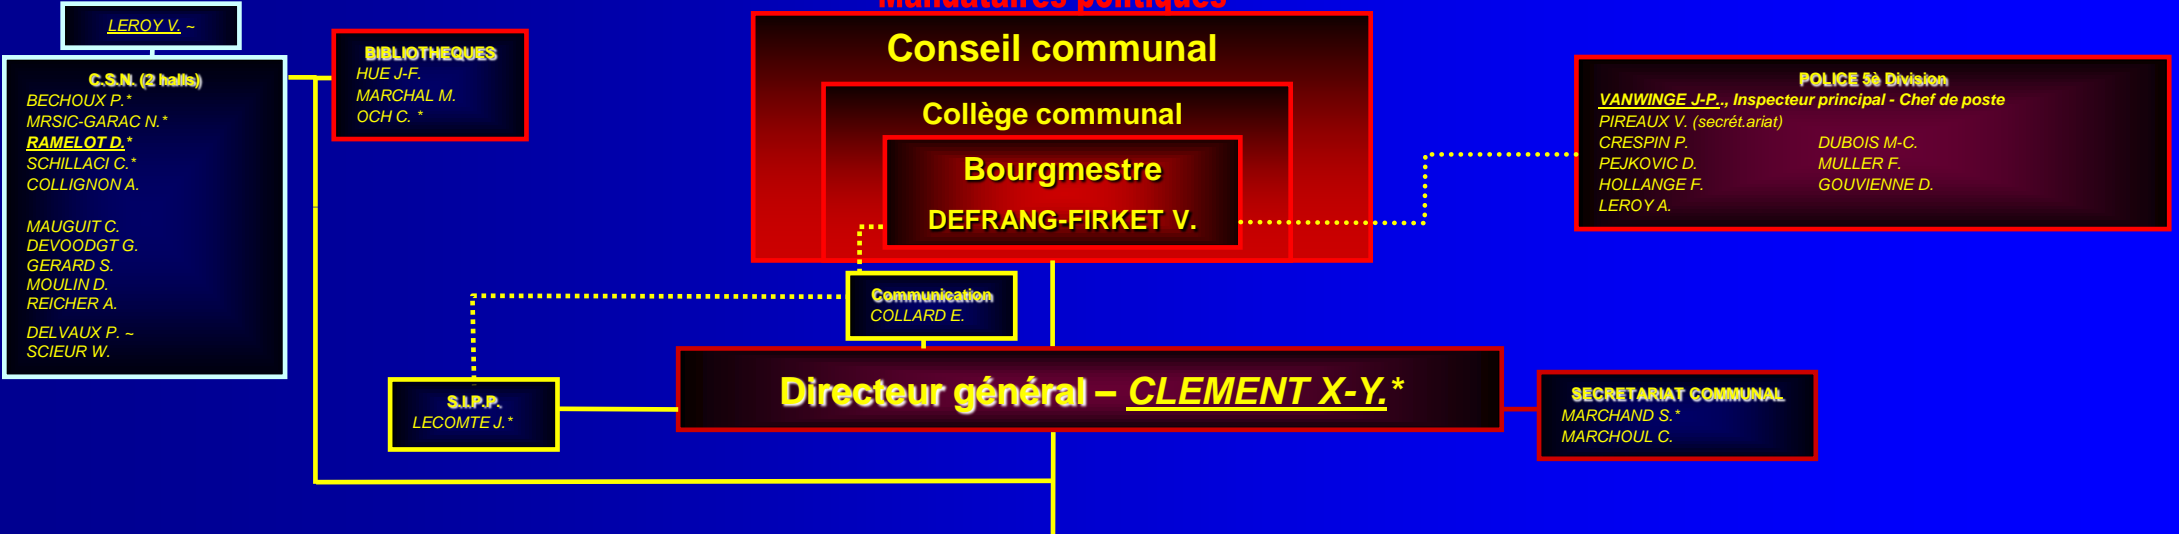 Mandataires politiques
LEROY V. ~
C.S.N. (2 halls)
BECHOUX P.*
MRSIC-GARAC N.*
RAMELOT D.*
SCHILLACI C.*
COLLIGNON A.
MAUGUIT C.
DEVOODGT G.
GERARD S.
MOULIN D.
REICHER A.
DELVAUX P. ~
SCIEUR W.
BIBLIOTHEQUES
HUE J-F.
MARCHAL M.
OCH C. *
Conseil communal
Collège communal
Bourgmestre
DEFRANG-FIRKET V.
POLICE 5è Division
VANWINGE J-P.., Inspecteur principal - Chef de poste
PIREAUX V. (secrét.ariat)
CRESPIN P. DUBOIS M-C.
PEJKOVIC D. MULLER F.
HOLLANGE F. GOUVIENNE D.
LEROY A.
Communication
COLLARD E.
S.I.P.P.
LECOMTE J.*
Directeur général – CLEMENT X-Y.*
SECRETARIAT COMMUNAL
MARCHAND S.*
MARCHOUL C.